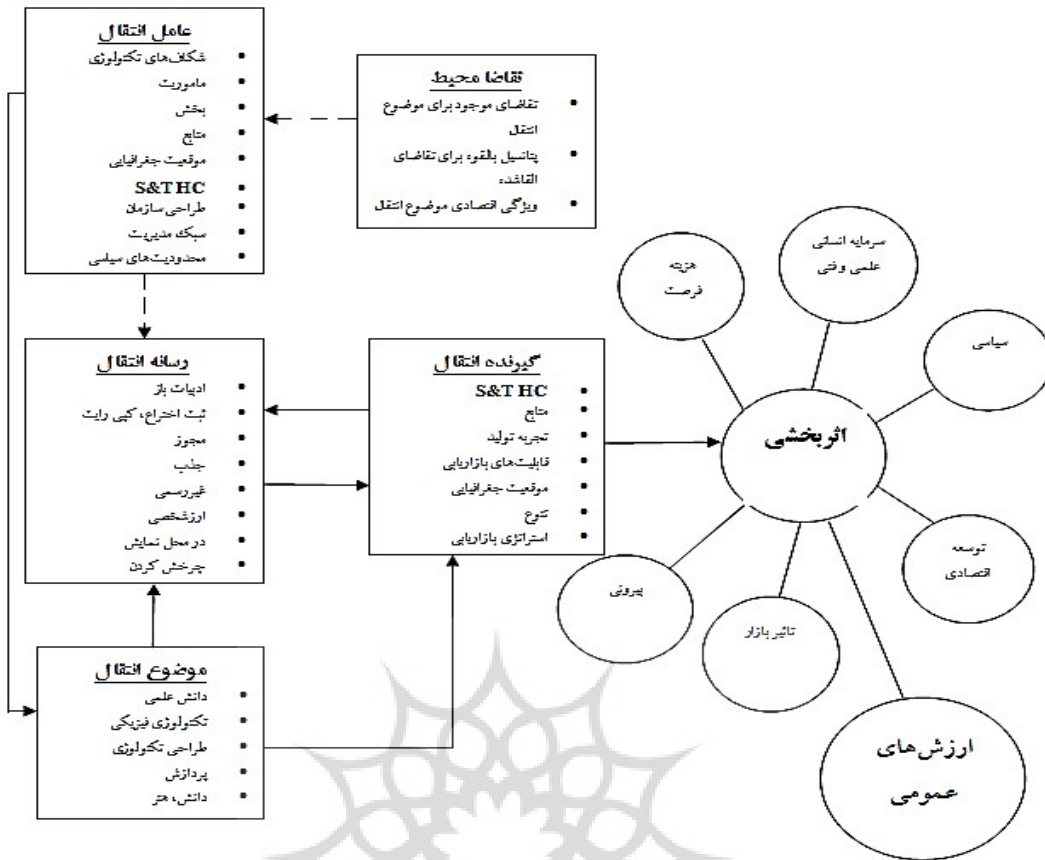 عامل انتقال
شکاف‌های تکنولوژی
ماموریت
بخش
منابع
موقعیت جغرافیایی
S&T HC
طراحی سازمان
سبک مدیریت
محدودیت‌های سیاسی
تقاضا محیط
تقاضای موجود برای موضوع
انتقال
پتانسیل بالقوه برای تقاضای
القاشده
ویژگی اقتصادی موضوع انتقال
رسانه انتقال
ادبیات باز
ثبت اختراع، کپی رایت
مجوز
جذب
غیررسمی
ارزشخصی
در محل نمایش
چرخش کردن
گیرنده انتقال
S&T HC
منابع
تجربه تولید
قابلیت‌های بازاریابی
موقعیت جغرافیایی
تنوع
استراتژی بازاریابی
موضوع انتقال
دانش علمی
تکنولوژی فیزیکی
طراحی تکنولوژی
پردازش
دانش، هنر
اثربخشی
هزینه
فرصت
سرمایه انسانی
علمی و فنی
سیاسی
توسعه
اقتصادی
ارزش‌های
عمومی
تاثیر بازار
بیرونی